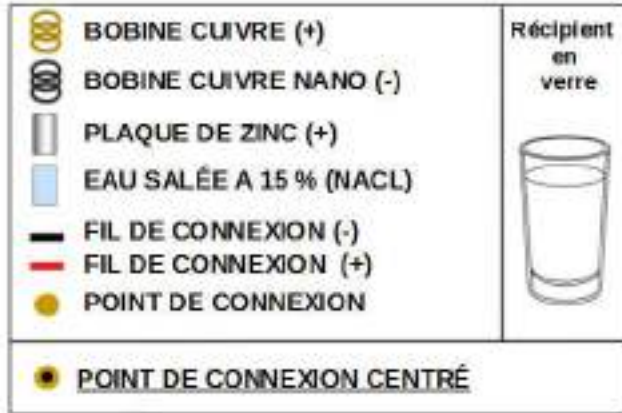 BOBINE CUIVRE (+)
BOBINE CUIVRE NANO (-)
PLAQUE DE ZINC (+)
EAU SALÉE A 15 % (NACL)
FIL DE CONNEXION (-)
FIL DE CONNEXION (+)
POINT DE CONNEXION
Récipient
en
verre
POINT DE CONNEXION CENTRÉ